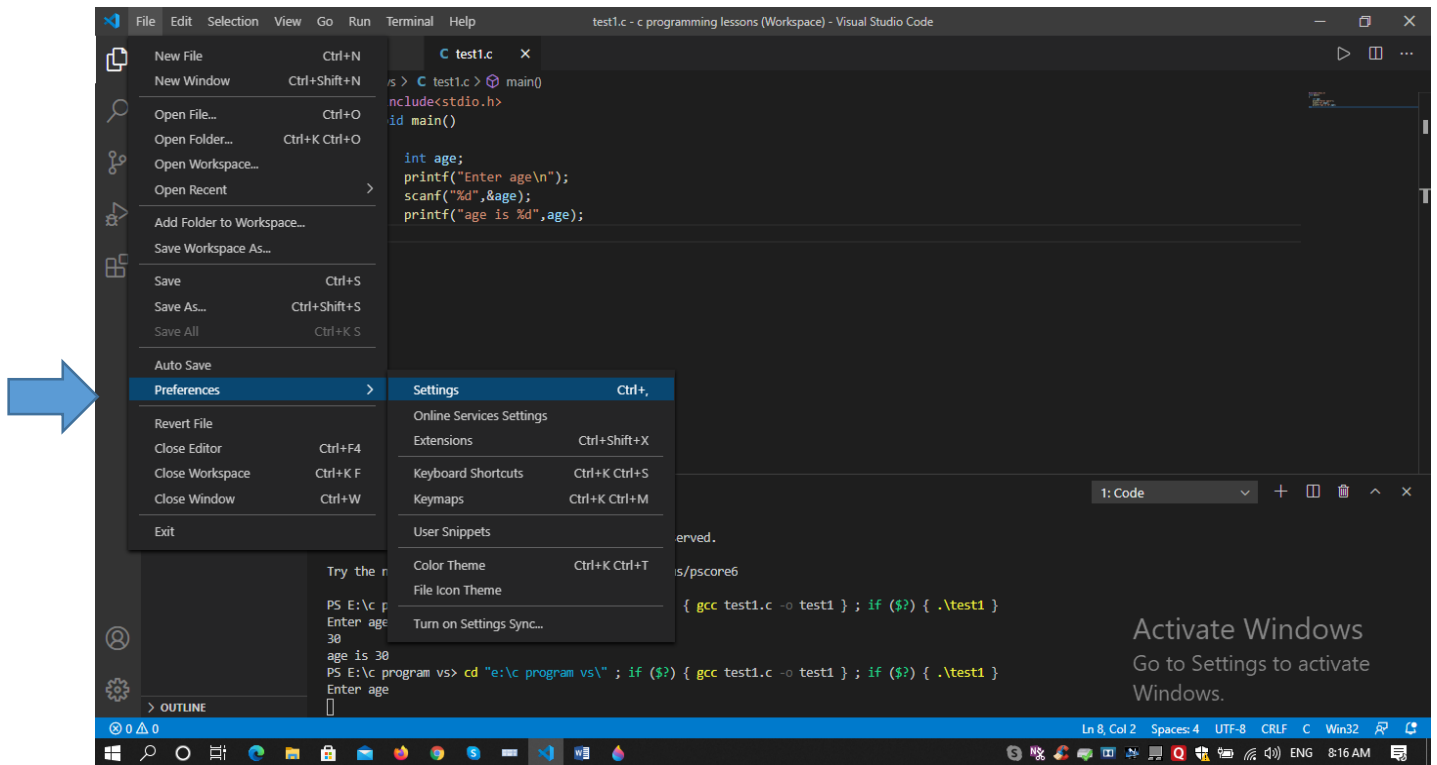 File Edit Selection View Go Run Terminal Help test1.c - c programming lessons (Workspace) - Visual Studio Code
New File Ctrl+N
New Window Ctrl+Shift+N
Open File... Ctrl+O
Open Folder... Ctrl+K Ctrl+O
Open Workspace...
Open Recent
Add Folder to Workspace...
Save Workspace As...
Save Ctrl+S
Save As... Ctrl+Shift+S
Save All Ctrl+K S
Auto Save
Preferences
Revert File
Close Editor Ctrl+F4
Close Workspace Ctrl+K F
Close Window Ctrl+W
Exit
Settings Ctrl+,
Online Services Settings
Extensions Ctrl+Shift+X
Keyboard Shortcuts Ctrl+K Ctrl+S
Keymaps Ctrl+K Ctrl+M
User Snippets
Color Theme Ctrl+K Ctrl+T
File Icon Theme
Turn on Settings Sync...
C test1.c
vs > C test1.c > main()
nclude<stdio.h>
id main()
int age;
printf("Enter age\n");
scanf("%d",&age);
printf("age is %d",age);
1: Code
erved.
Try the n s/pscore6
PS E:\c p { gcc test1.c -o test1 } ; if ($?) { .\test1 }
Enter age
30
age is 30
PS E:\c program vs> cd "e:\c program vs\" ; if ($?) { gcc test1.c -o test1 } ; if ($?) { .\test1 }
Enter age
OUTLINE
Activate Windows
Go to Settings to activate
Windows.
0 0 Ln 8, Col 2 Spaces: 4 UTF-8 CRLF C Win32
ENG 8:16 AM